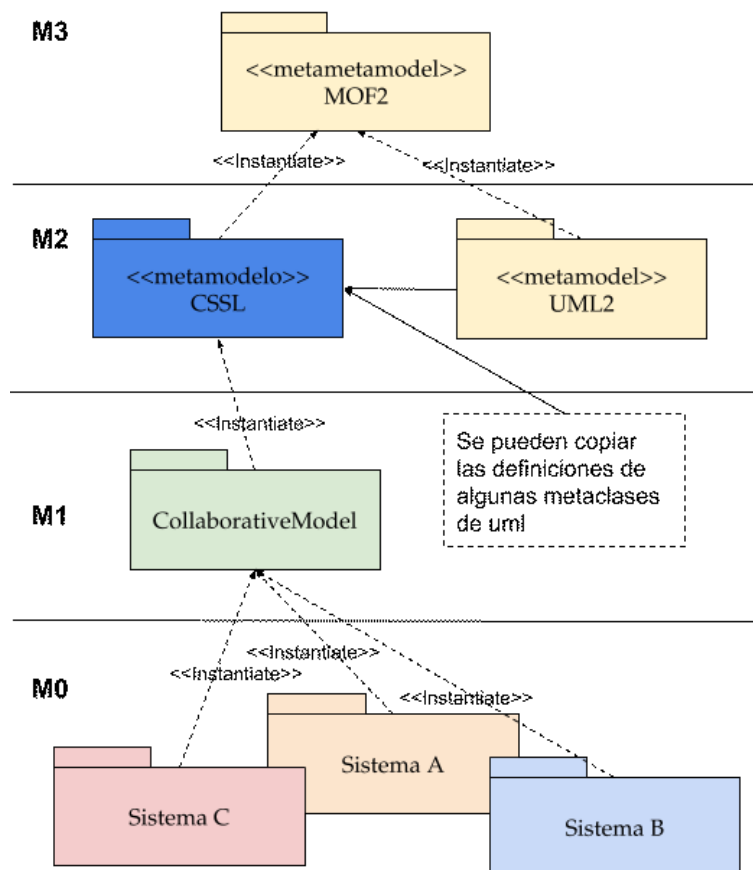 M3
<<metametamodel>>
MOF2
<<Instantiate>>
<<Instantiate>>
M2
<<metamodelo>>
CSSL
<<metamodel>>
UML2
<<Instantiate>>
Se pueden copiar
las definiciones de
algunas metaclases
de uml
M1
CollaborativeModel
<<Instantiate>>
<<Instantiate>>
<<Instantiate>>
M0
Sistema A
Sistema C
Sistema B